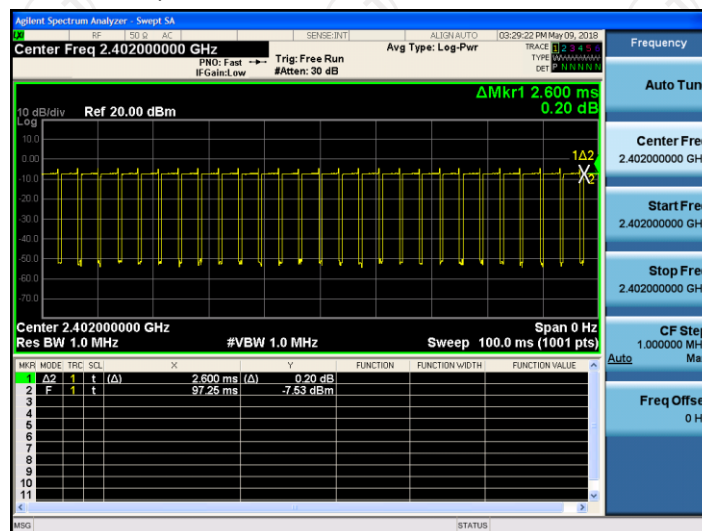 Agilent Spectrum Analyzer - Swept SA
RF 50 Ω AC SENSE:INT ALIGNAUTO 03:29:22 PM May 09, 2018
Center Freq 2.402000000 GHz
PNO: Fast
IFGain:Low
Trig: Free Run
#Atten: 30 dB
Avg Type: Log-Pwr
TRACE 1 2 3 4 5 6
TYPE
DET P N N N N N
ΔMkr1 2.600 ms
0.20 dB
10 dB/div Ref 20.00 dBm
Log
10.0
0.00
-10.0
-20.0
-30.0
-40.0
-50.0
-60.0
-70.0
1Δ2
2
Center 2.402000000 GHz Span 0 Hz
Res BW 1.0 MHz #VBW 1.0 MHz Sweep 100.0 ms (1001 pts)
MKR MODE TRC SCL X Y FUNCTION FUNCTION WIDTH FUNCTION VALUE
1 Δ2 1 t (Δ) 2.600 ms (Δ) 0.20 dB
2 F 1 t 97.25 ms -7.53 dBm
3
4
5
6
7
8
9
10
11
MSG STATUS
Frequency
Auto Tun
Center Fre
2.402000000 GH
Start Fre
2.402000000 GH
Stop Fre
2.402000000 GH
CF Step
1.000000 MH
Auto Ma
Freq Offse
0 H